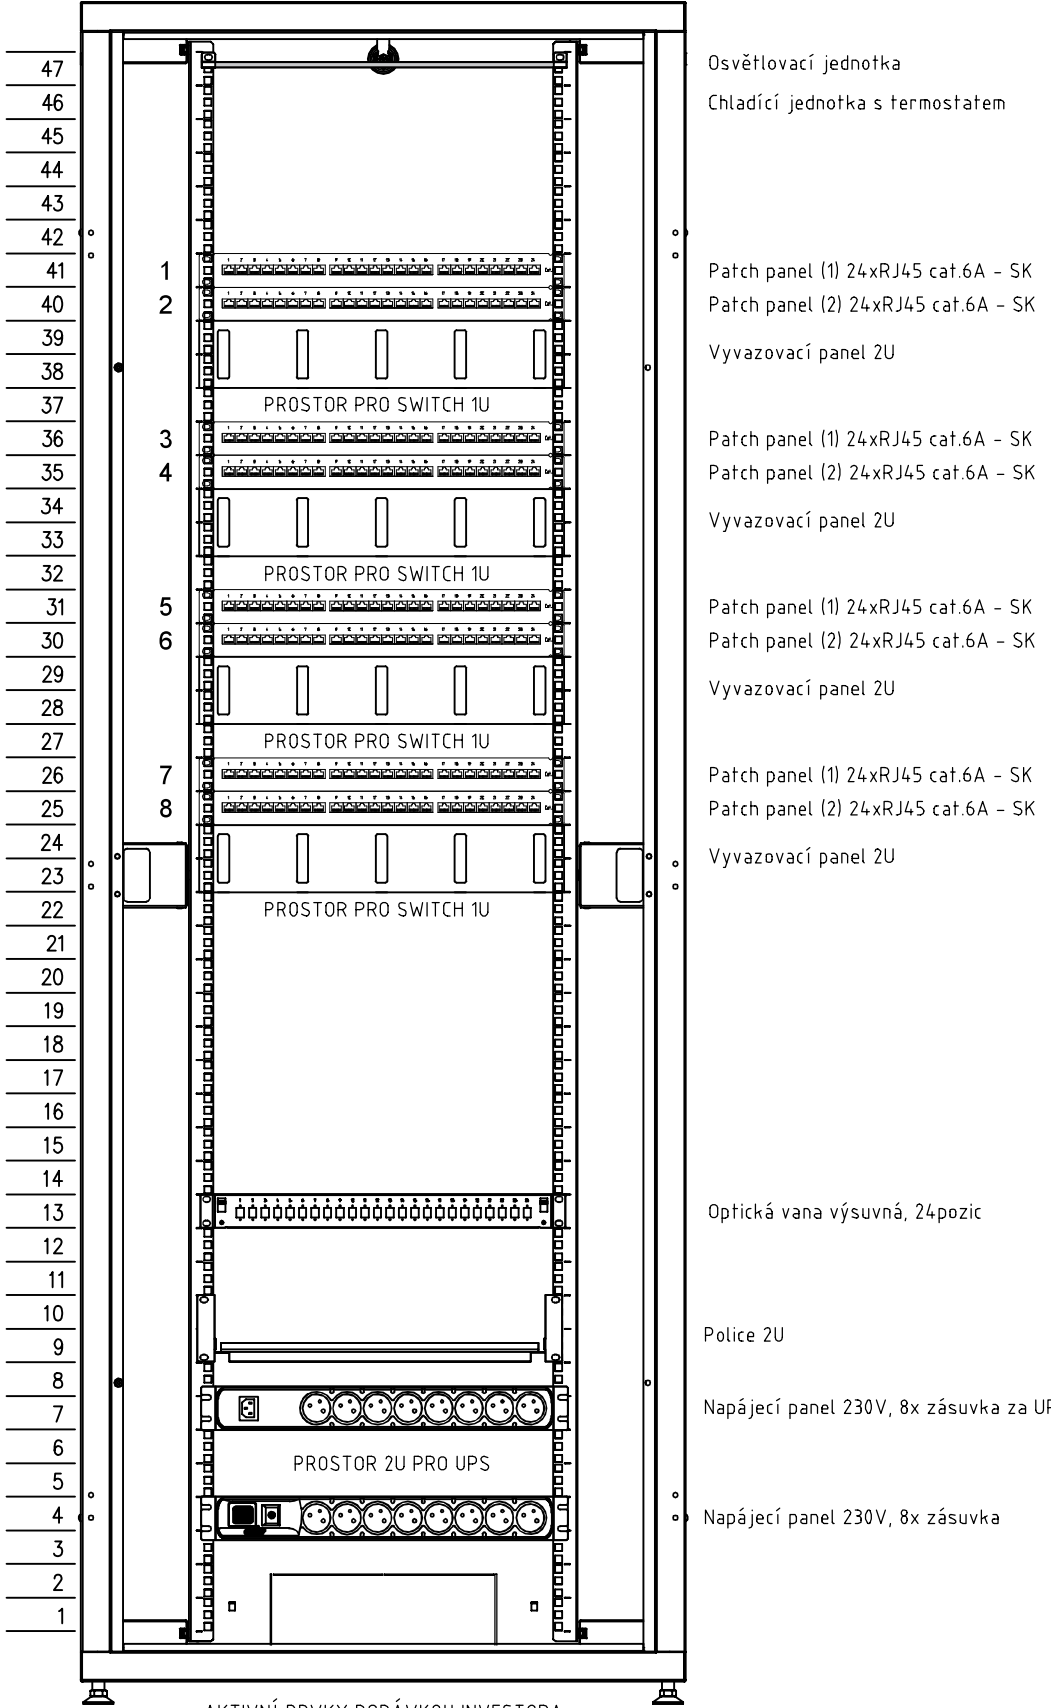 47 Osvětlovací jednotka
46 Chladící jednotka s termostatem
45
44
43
42
41 1 Patch panel (1) 24xRJ45 cat.6A - SK
40 2 Patch panel (2) 24xRJ45 cat.6A - SK
39
Vyvazovací panel 2U
38
37 PROSTOR PRO SWITCH 1U
36 3 Patch panel (1) 24xRJ45 cat.6A - SK
35 4 Patch panel (2) 24xRJ45 cat.6A - SK
34
Vyvazovací panel 2U
33
32 PROSTOR PRO SWITCH 1U
31 5 Patch panel (1) 24xRJ45 cat.6A - SK
30 6 Patch panel (2) 24xRJ45 cat.6A - SK
29
Vyvazovací panel 2U
28
27 PROSTOR PRO SWITCH 1U
26 7 Patch panel (1) 24xRJ45 cat.6A - SK
25 8 Patch panel (2) 24xRJ45 cat.6A - SK
24
Vyvazovací panel 2U
23
22 PROSTOR PRO SWITCH 1U
21
20
19
18
17
16
15
14
13 Optická vana výsuvná, 24pozic
12
11
10
Police 2U
9
8
7 Napájecí panel 230V, 8x zásuvka za UP
6
PROSTOR 2U PRO UPS
5
4 Napájecí panel 230V, 8x zásuvka
3
2
1
AKTIVNÍ PRVKY DODÁVKOU INVESTORA